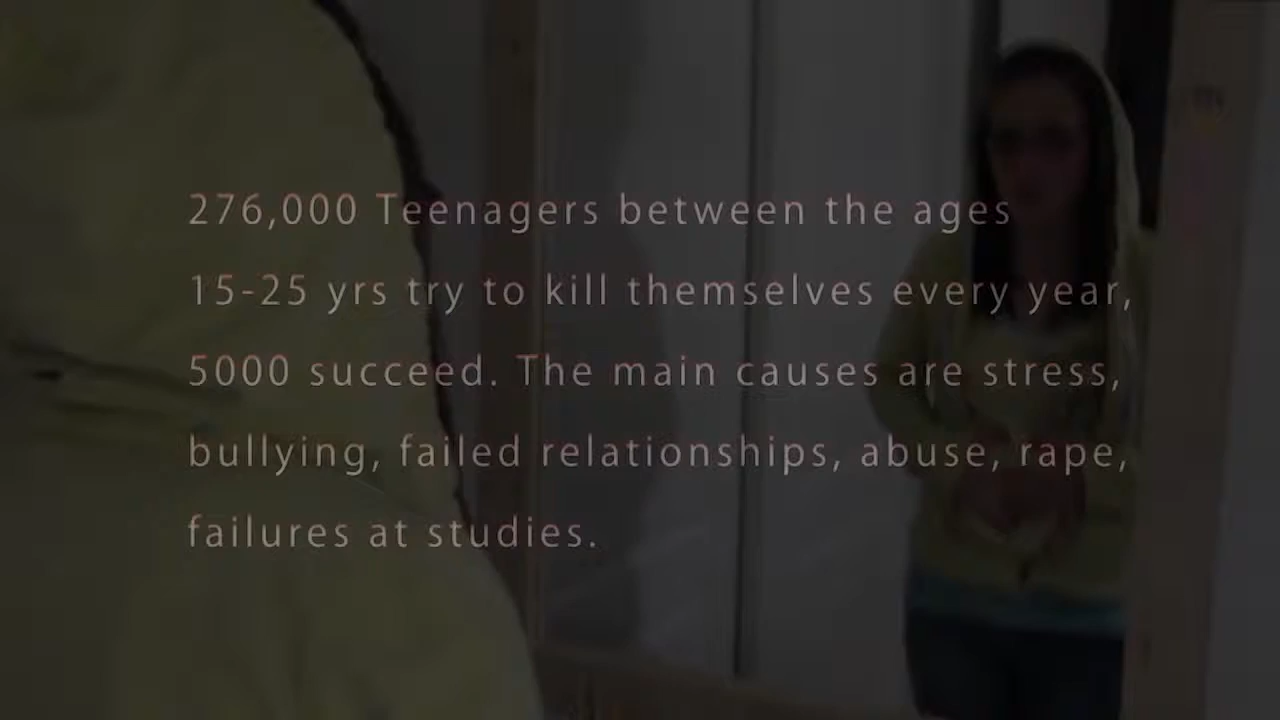 276,000 Teenagers between the ages
15-25 yrs try to kill themselves every year,
5000 succeed. The main causes are stress,
bullying, failed relationships, abuse, rape,
failures at studies.